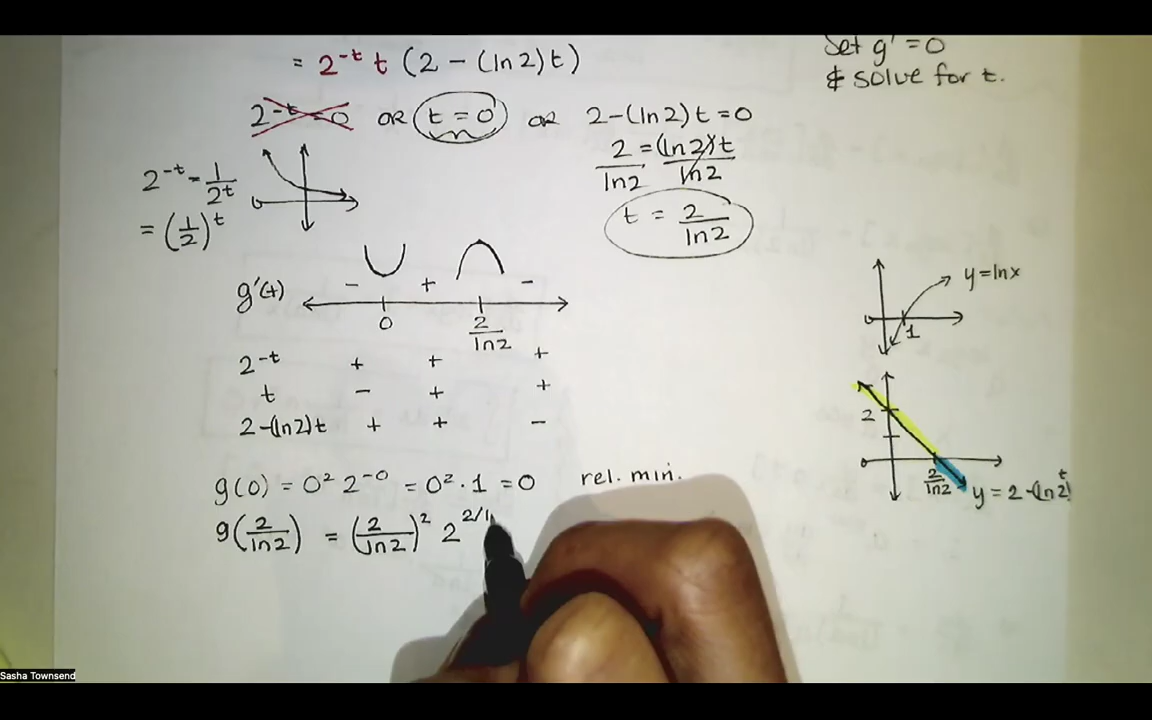 = 2^-t t (2 - (ln2)t)
Set g' = 0
& solve for t.
2^-t = 0 OR t = 0 OR 2-(ln2)t = 0
2 = (ln2)t
ln2 ln2
t = 2/ln2
2^-t = 1/2^t
= (1/2)^t
y = ln x
1
g'(t) - + -
0 2/ln2
2^-t + + +
t - + +
2-(ln2)t + + -
2
2/ln2
y = 2-(ln2)t
g(0) = 0² 2^-0 = 0² · 1 = 0 rel. min.
g(2/ln2) = (2/ln2)² 2^2/l
Sasha Townsend